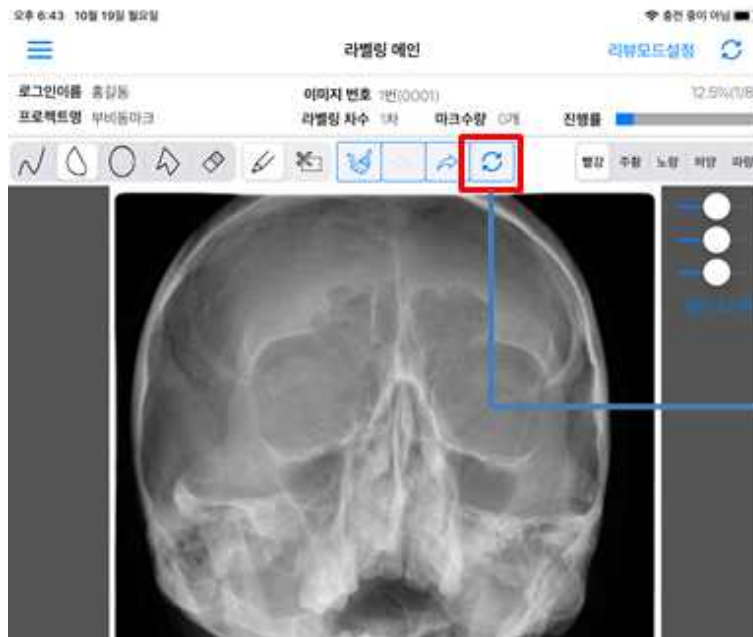 오후 6:43 10월 19일 월요일 충전 중이 아님
라벨링 메인 리뷰모드설정
로그인이름 홍길동 이미지 번호 1번(0001) 12.5%(1/8
프로젝트명 부비동마크 라벨링 차수 1차 마크수량 0개 진행률
빨강 주황 노랑 하양 파랑